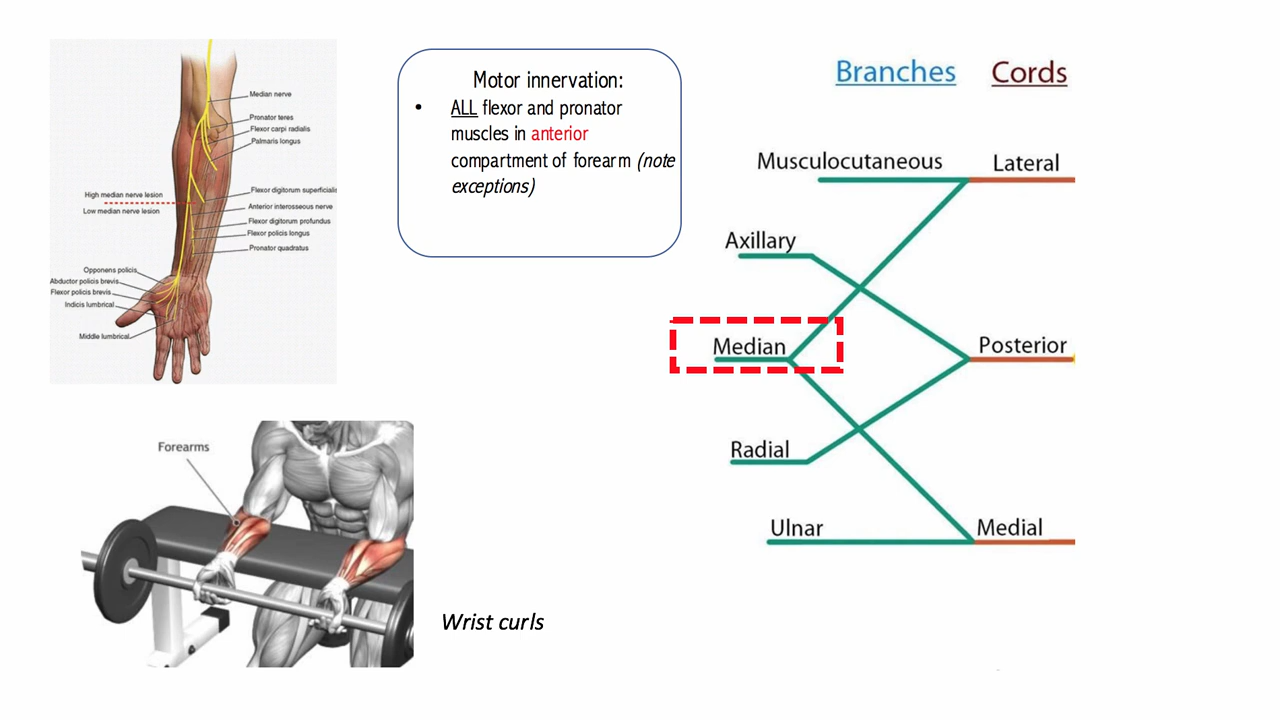 Median nerve
Pronator teres
Flexor carpi radialis
Palmaris longus
High median nerve lesion
Low median nerve lesion
Flexor digitorum superficialis
Anterior interosseous nerve
Flexor digitorum profundus
Flexor policis longus
Pronator quadratus
Opponens policis
Abductor policis brevis
Flexor policis brevis
Indicis lumbrical
Middle lumbrical
Motor innervation:
• ALL flexor and pronator
muscles in anterior
compartment of forearm (note
exceptions)
Branches Cords
Musculocutaneous Lateral
Axillary
Median Posterior
Radial
Ulnar Medial
Forearms
Wrist curls